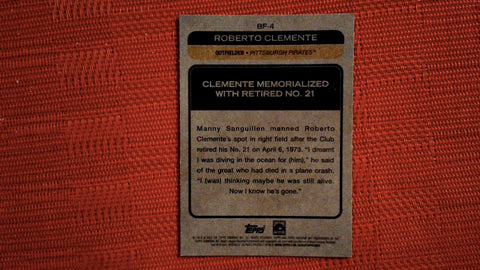 BF-4
ROBERTO CLEMENTE
OUTFIELDER • PITTSBURGH PIRATES™
CLEMENTE MEMORIALIZED
WITH RETIRED NO. 21
Manny Sanguillen manned Roberto
Clemente's spot in right field after the Club
retired his No. 21 on April 6, 1973. "I dreamt
I was diving in the ocean for (him)," he said
of the great who had died in a plane crash.
"I (was) thinking maybe he was still alive.
Now I know he's gone."
Topps